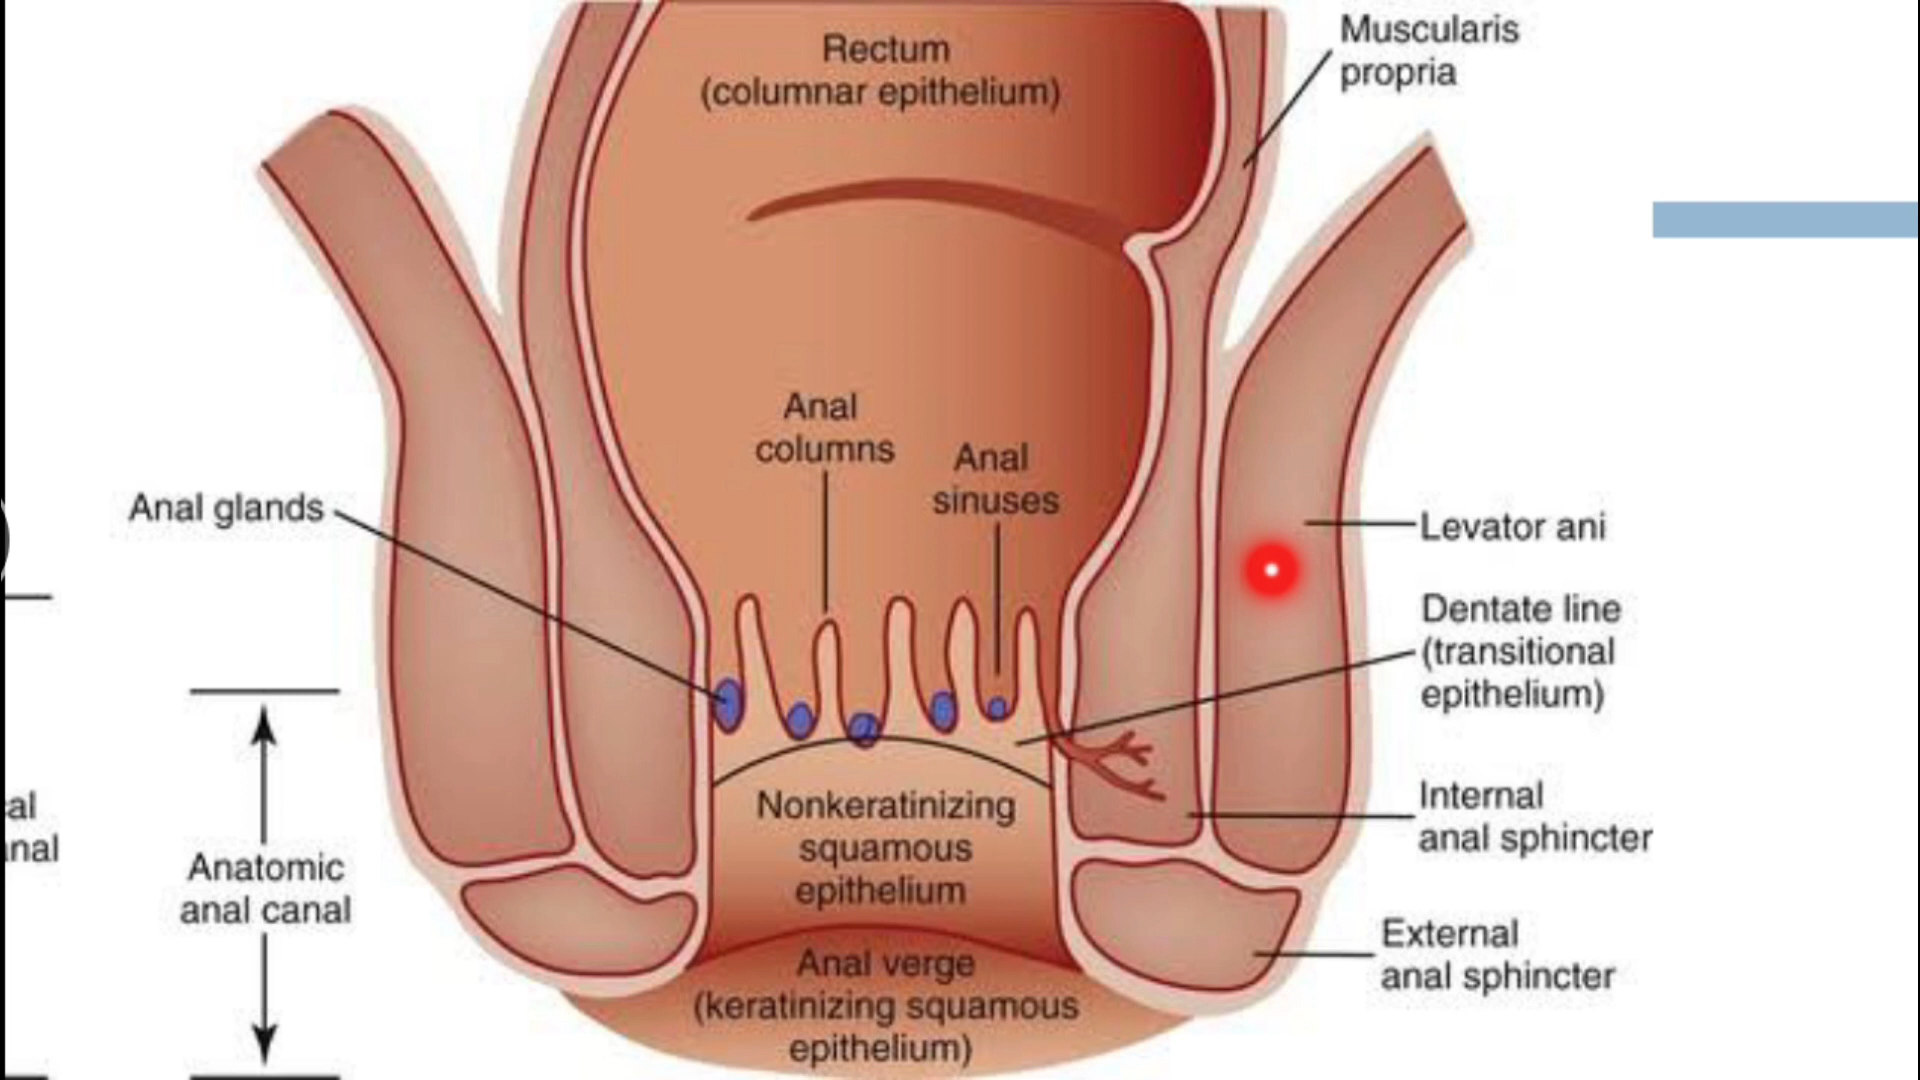 Rectum
(columnar epithelium)
Muscularis
propria
Anal
columns
Anal
sinuses
Anal glands
Levator ani
Dentate line
(transitional
epithelium)
Internal
anal sphincter
Nonkeratinizing
squamous
epithelium
Anatomic
anal canal
External
anal sphincter
Anal verge
(keratinizing squamous
epithelium)